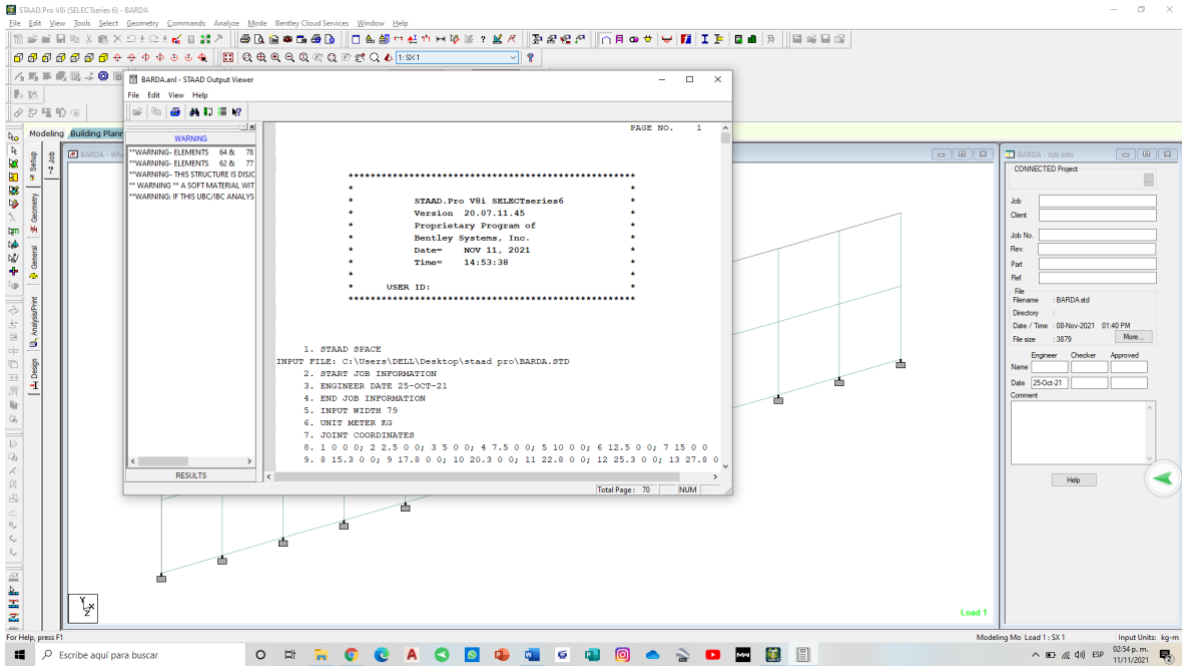 STAAD.Pro V8i (SELECTseries 6) - BARDA
File Edit View Tools Select Geometry Commands Analyze Mode Bentley Cloud Services Window Help
1: SX1
BARDA.anl - STAAD Output Viewer
File Edit View Help
Modeling Building Plann
WARNING
**WARNING- ELEMENTS 64 & 78
**WARNING- ELEMENTS 62 & 77
**WARNING- THIS STRUCTURE IS DISJC
** WARNING ** A SOFT MATERIAL WIT
**WARNING: IF THIS UBC/IBC ANALYS
RESULTS
PAGE NO. 1
****************************************************
* *
* STAAD.Pro V8i SELECTseries6 *
* Version 20.07.11.45 *
* Proprietary Program of *
* Bentley Systems, Inc. *
* Date= NOV 11, 2021 *
* Time= 14:53:38 *
* *
* USER ID: *
****************************************************
1. STAAD SPACE
INPUT FILE: C:\Users\DELL\Desktop\staad pro\BARDA.STD
2. START JOB INFORMATION
3. ENGINEER DATE 25-OCT-21
4. END JOB INFORMATION
5. INPUT WIDTH 79
6. UNIT METER KG
7. JOINT COORDINATES
8. 1 0 0 0; 2 2.5 0 0; 3 5 0 0; 4 7.5 0 0; 5 10 0 0; 6 12.5 0 0; 7 15 0 0
9. 8 15.3 0 0; 9 17.8 0 0; 10 20.3 0 0; 11 22.8 0 0; 12 25.3 0 0; 13 27.8 0
Total Page : 70 NUM
BARDA - Wh
Setup
Job
Geometry
General
Analysis/Print
Design
BARDA - Job Info
CONNECTED Project
Job
Client
Job No.
Rev.
Part
Ref
File
Filename : BARDA.std
Directory :
Date / Time : 08-Nov-2021 01:40 PM
File size : 3879 More...
Engineer Checker Approved
Name
Date 25-Oct-21
Comment
Help
Y
X
Z
Load 1
For Help, press F1
Modeling Mo Load 1 : SX 1 Input Units: kg-m
Escribe aquí para buscar
ESP
02:54 p. m.
11/11/2021